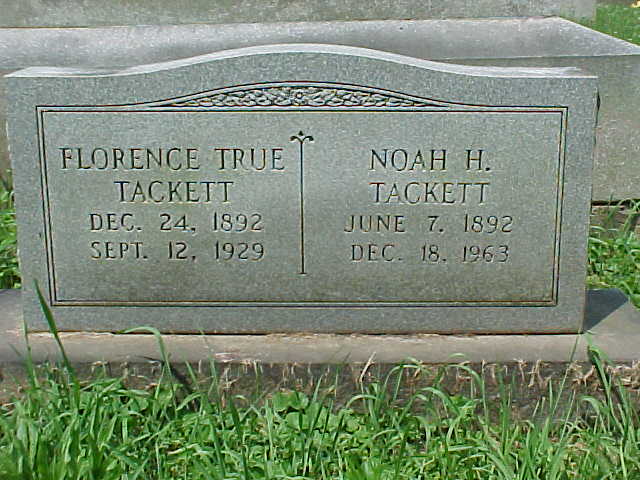 FLORENCE TRUE
TACKETT
DEC. 24, 1892
SEPT. 12, 1929
NOAH H.
TACKETT
JUNE 7, 1892
DEC. 18, 1963